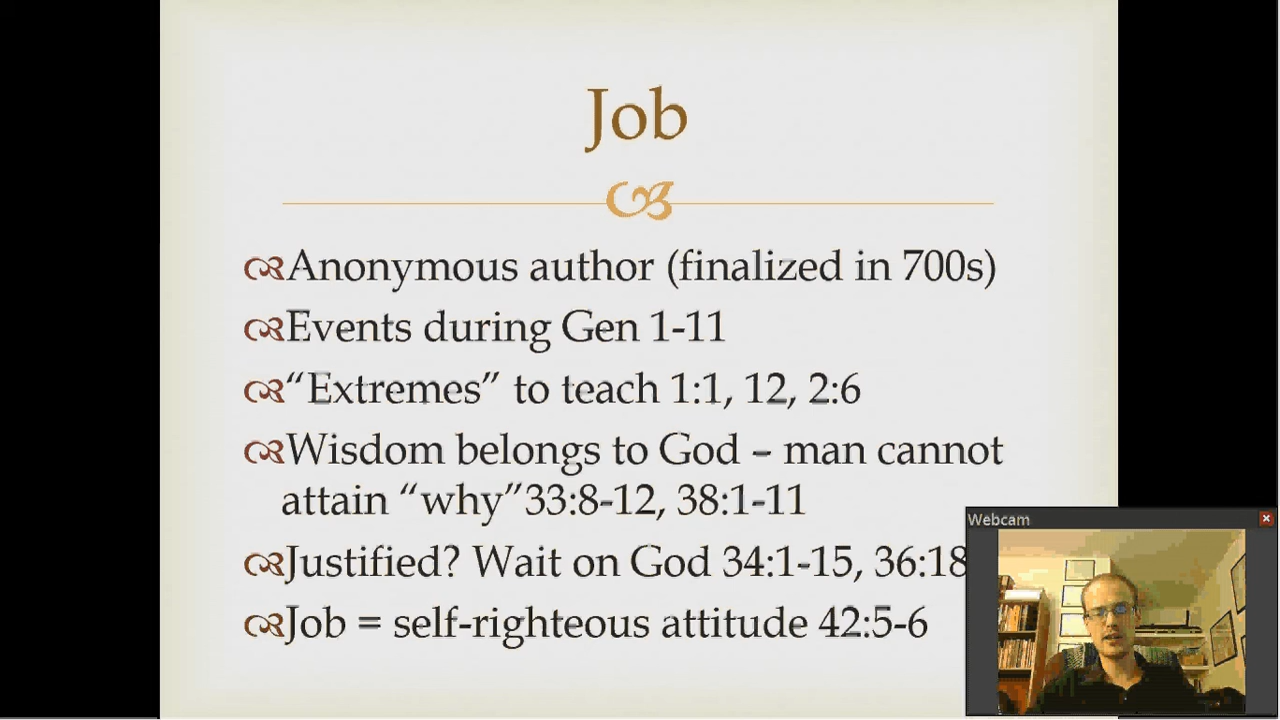 Job
Anonymous author (finalized in 700s)
Events during Gen 1-11
“Extremes” to teach 1:1, 12, 2:6
Wisdom belongs to God – man cannot
attain “why”33:8-12, 38:1-11
Justified? Wait on God 34:1-15, 36:18
Job = self-righteous attitude 42:5-6
Webcam